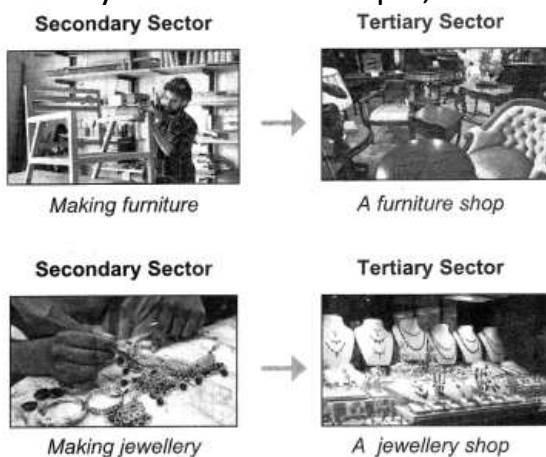 Secondary Sector Tertiary Sector
Making furniture A furniture shop
Secondary Sector Tertiary Sector
Making jewellery A jewellery shop